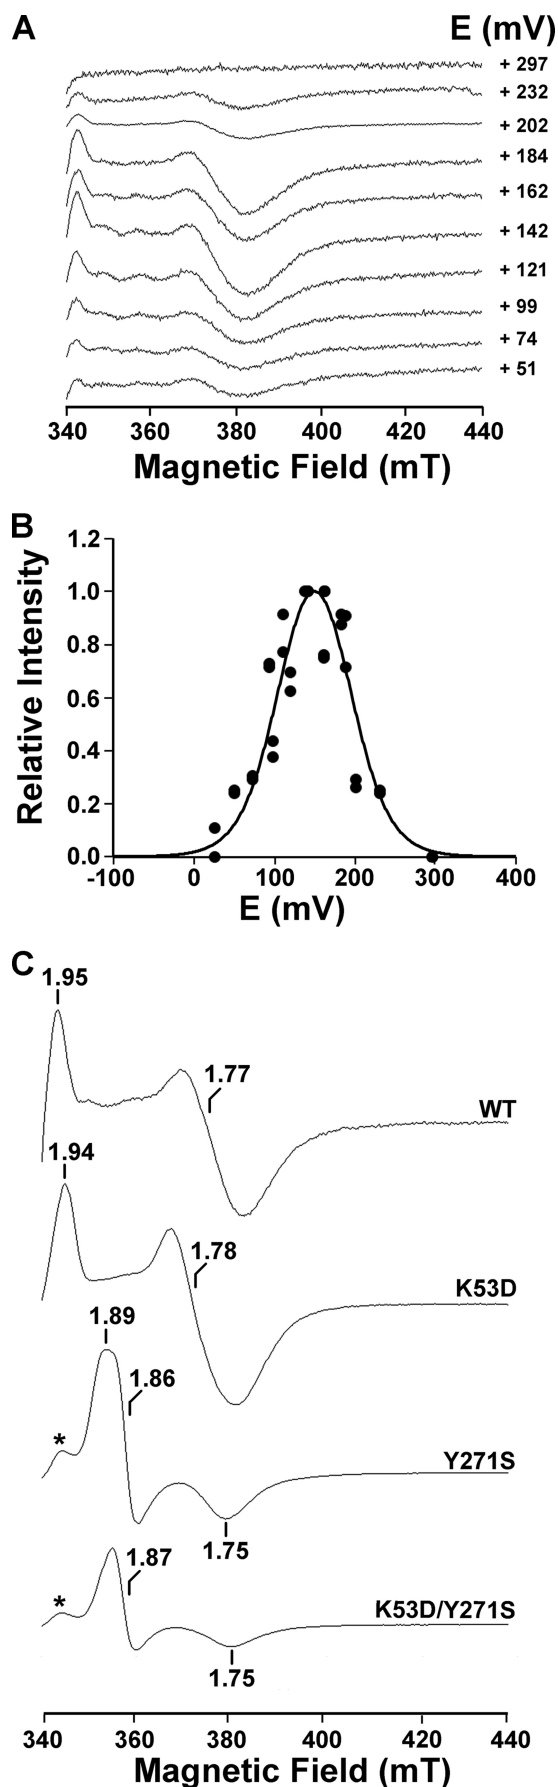 A
E (mV)
+ 297
+ 232
+ 202
+ 184
+ 162
+ 142
+ 121
+ 99
+ 74
+ 51
340 360 380 400 420 440
Magnetic Field (mT)
B
1.2
1.0
0.8
0.6
0.4
0.2
0.0
Relative Intensity
-100 0 100 200 300 400
E (mV)
C
1.95
1.77
WT
1.94
1.78
K53D
1.89
1.86
*
Y271S
1.75
1.87
*
K53D/Y271S
1.75
340 360 380 400 420 440
Magnetic Field (mT)